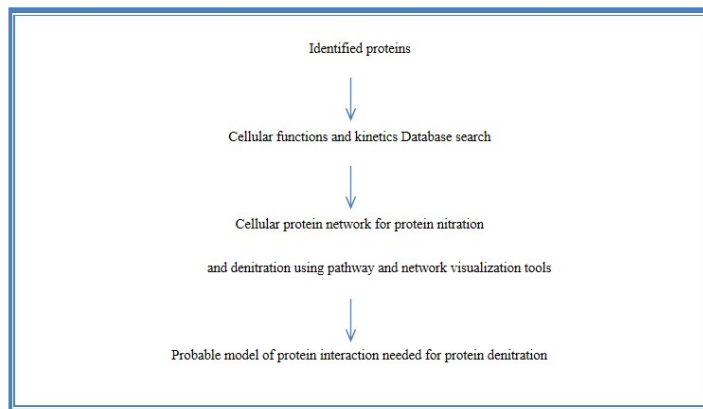 Identified proteins
Cellular functions and kinetics Database search
Cellular protein network for protein nitration
and denitration using pathway and network visualization tools
Probable model of protein interaction needed for protein denitration